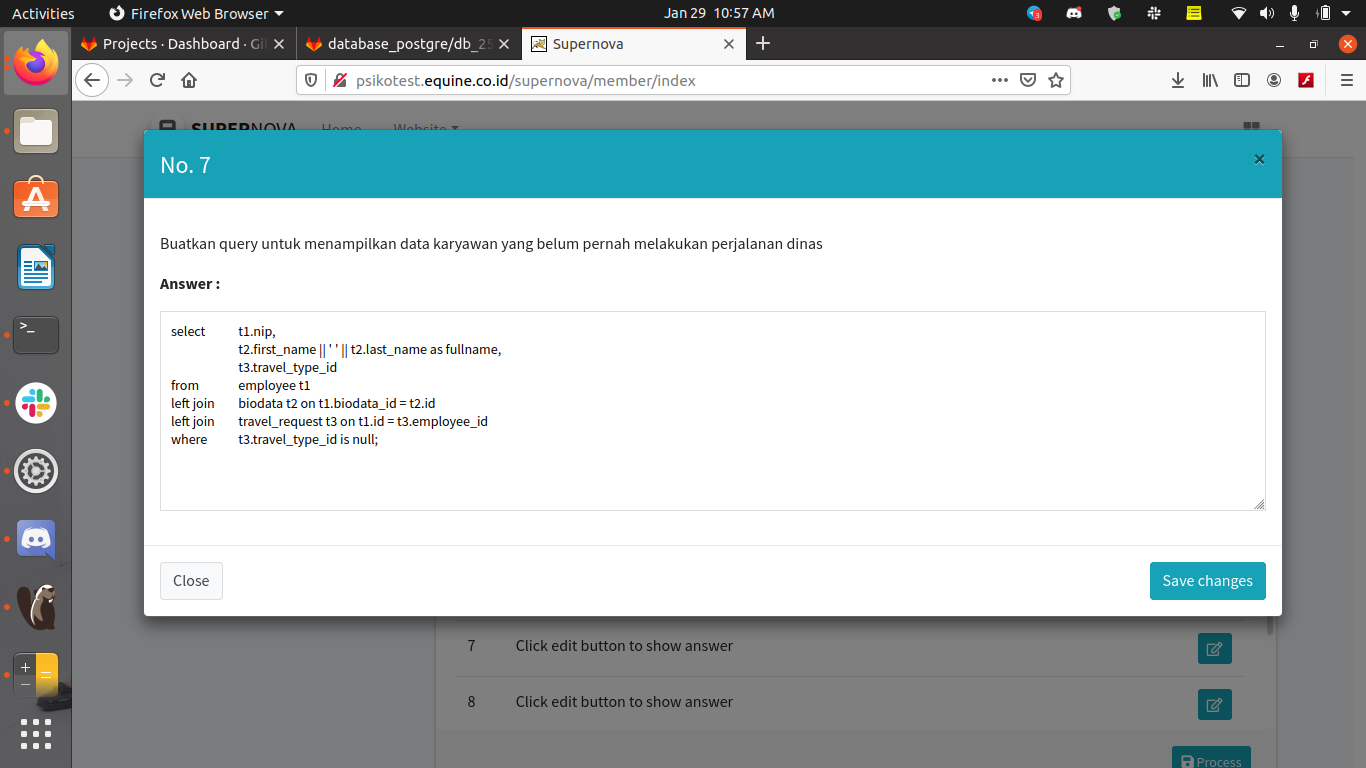 Activities
Firefox Web Browser
Jan 29 10:57 AM
3
Projects · Dashboard ·
database_postgre/db_
Supernova
psikotest.equine.co.id/supernova/member/index
SUPERNOVA
Home
Website
No. 7
×
Buatkan query untuk menampilkan data karyawan yang belum pernah melakukan perjalanan dinas
Answer :
select t1.nip,
t2.first_name || ' ' || t2.last_name as fullname,
t3.travel_type_id
from employee t1
left join biodata t2 on t1.biodata_id = t2.id
left join travel_request t3 on t1.id = t3.employee_id
where t3.travel_type_id is null;
Close
Save changes
7 Click edit button to show answer
8 Click edit button to show answer
Process